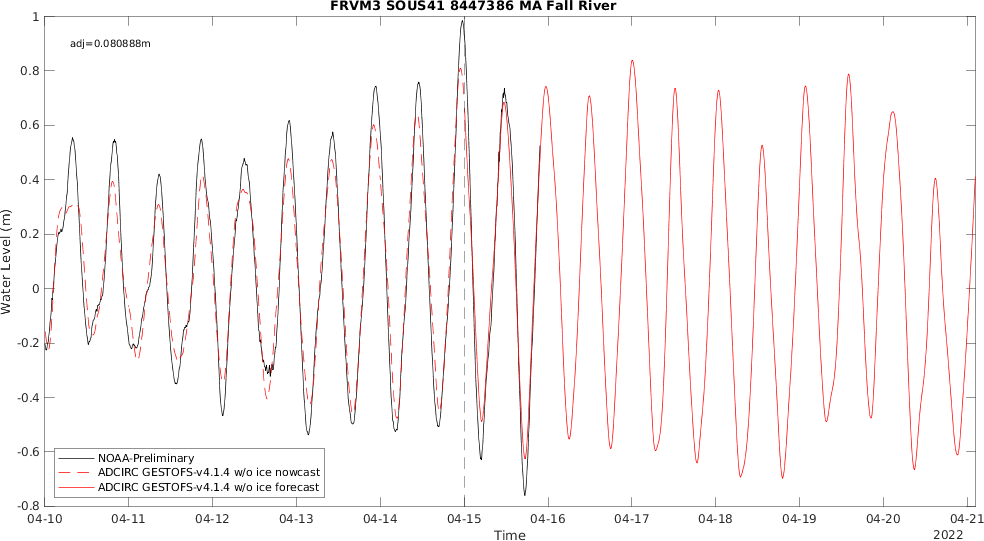 FRVM3 SOUS41 8447386 MA Fall River
adj=0.080888m
Water Level (m)
1
0.8
0.6
0.4
0.2
0
-0.2
-0.4
-0.6
-0.8
NOAA-Preliminary
ADCIRC GESTOFS-v4.1.4 w/o ice nowcast
ADCIRC GESTOFS-v4.1.4 w/o ice forecast
04-10 04-11 04-12 04-13 04-14 04-15 04-16 04-17 04-18 04-19 04-20 04-21
Time
2022